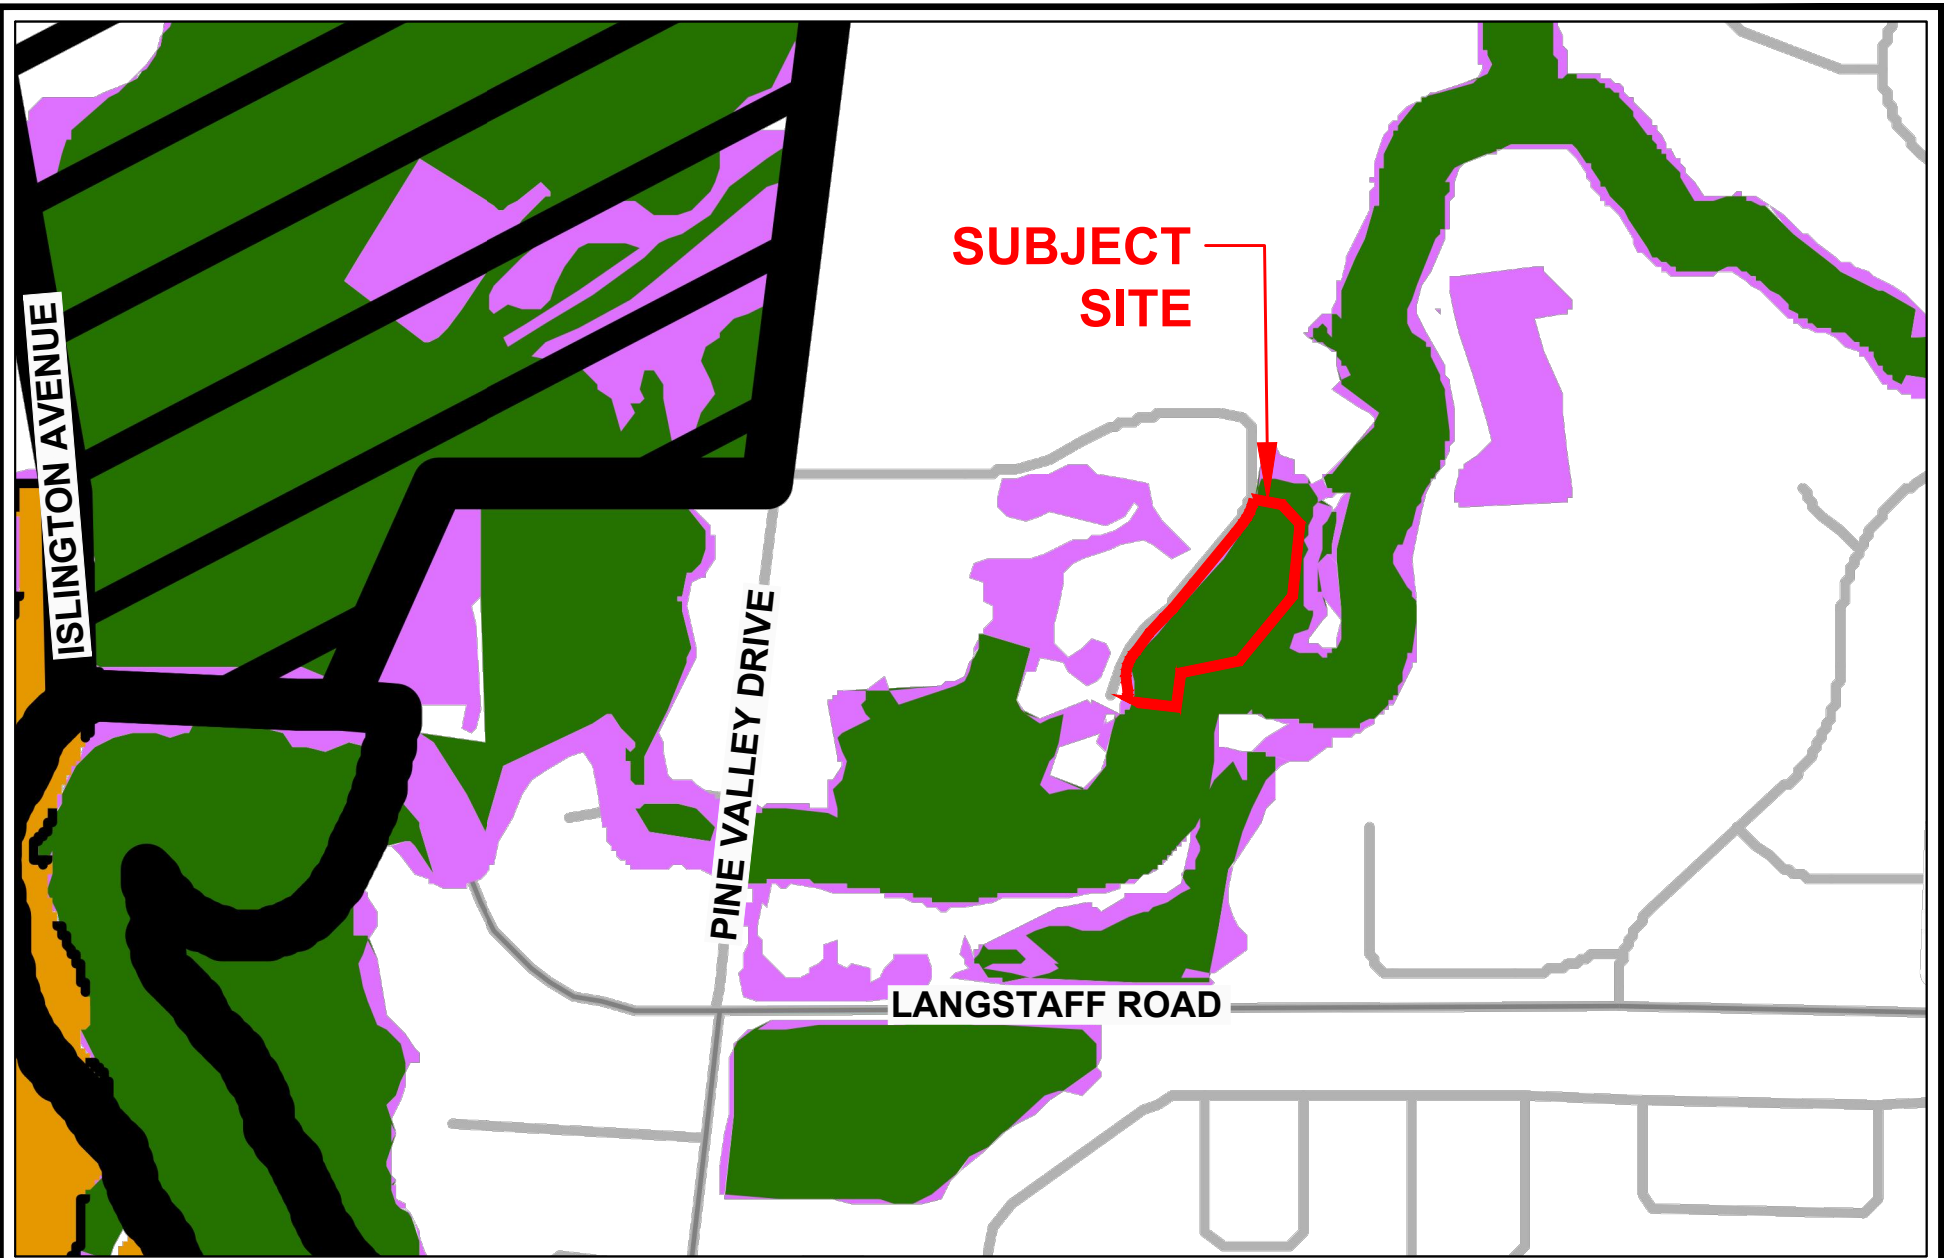 SUBJECT
SITE
ISLINGTON AVENUE
PINE VALLEY DRIVE
LANGSTAFF ROAD